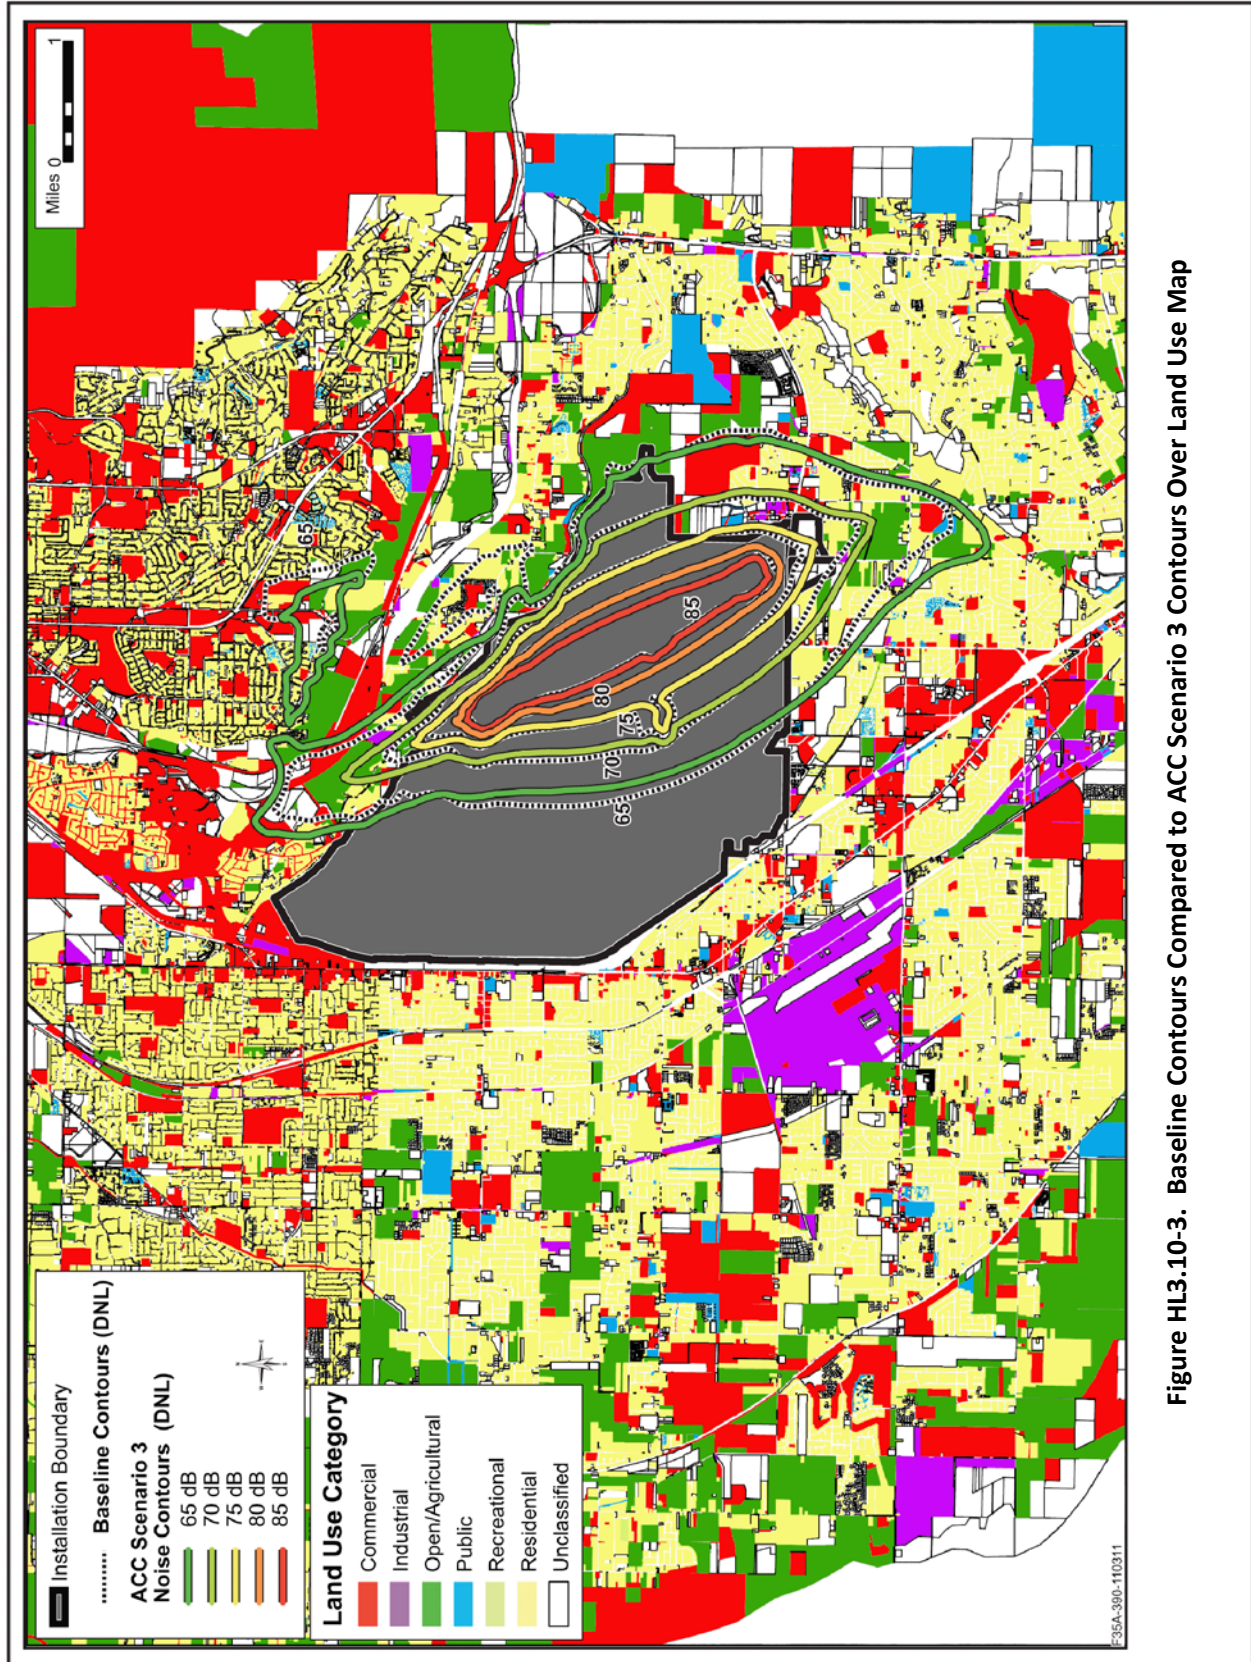 Miles 0 1
Installation Boundary
Baseline Contours (DNL)
ACC Scenario 3
Noise Contours (DNL)
65 dB
70 dB
75 dB
80 dB
85 dB
Land Use Category
Commercial
Industrial
Open/Agricultural
Public
Recreational
Residential
Unclassified
65
85
80
75
70
65
F35A-390-110311
Figure HL3.10-3. Baseline Contours Compared to ACC Scenario 3 Contours Over Land Use Map